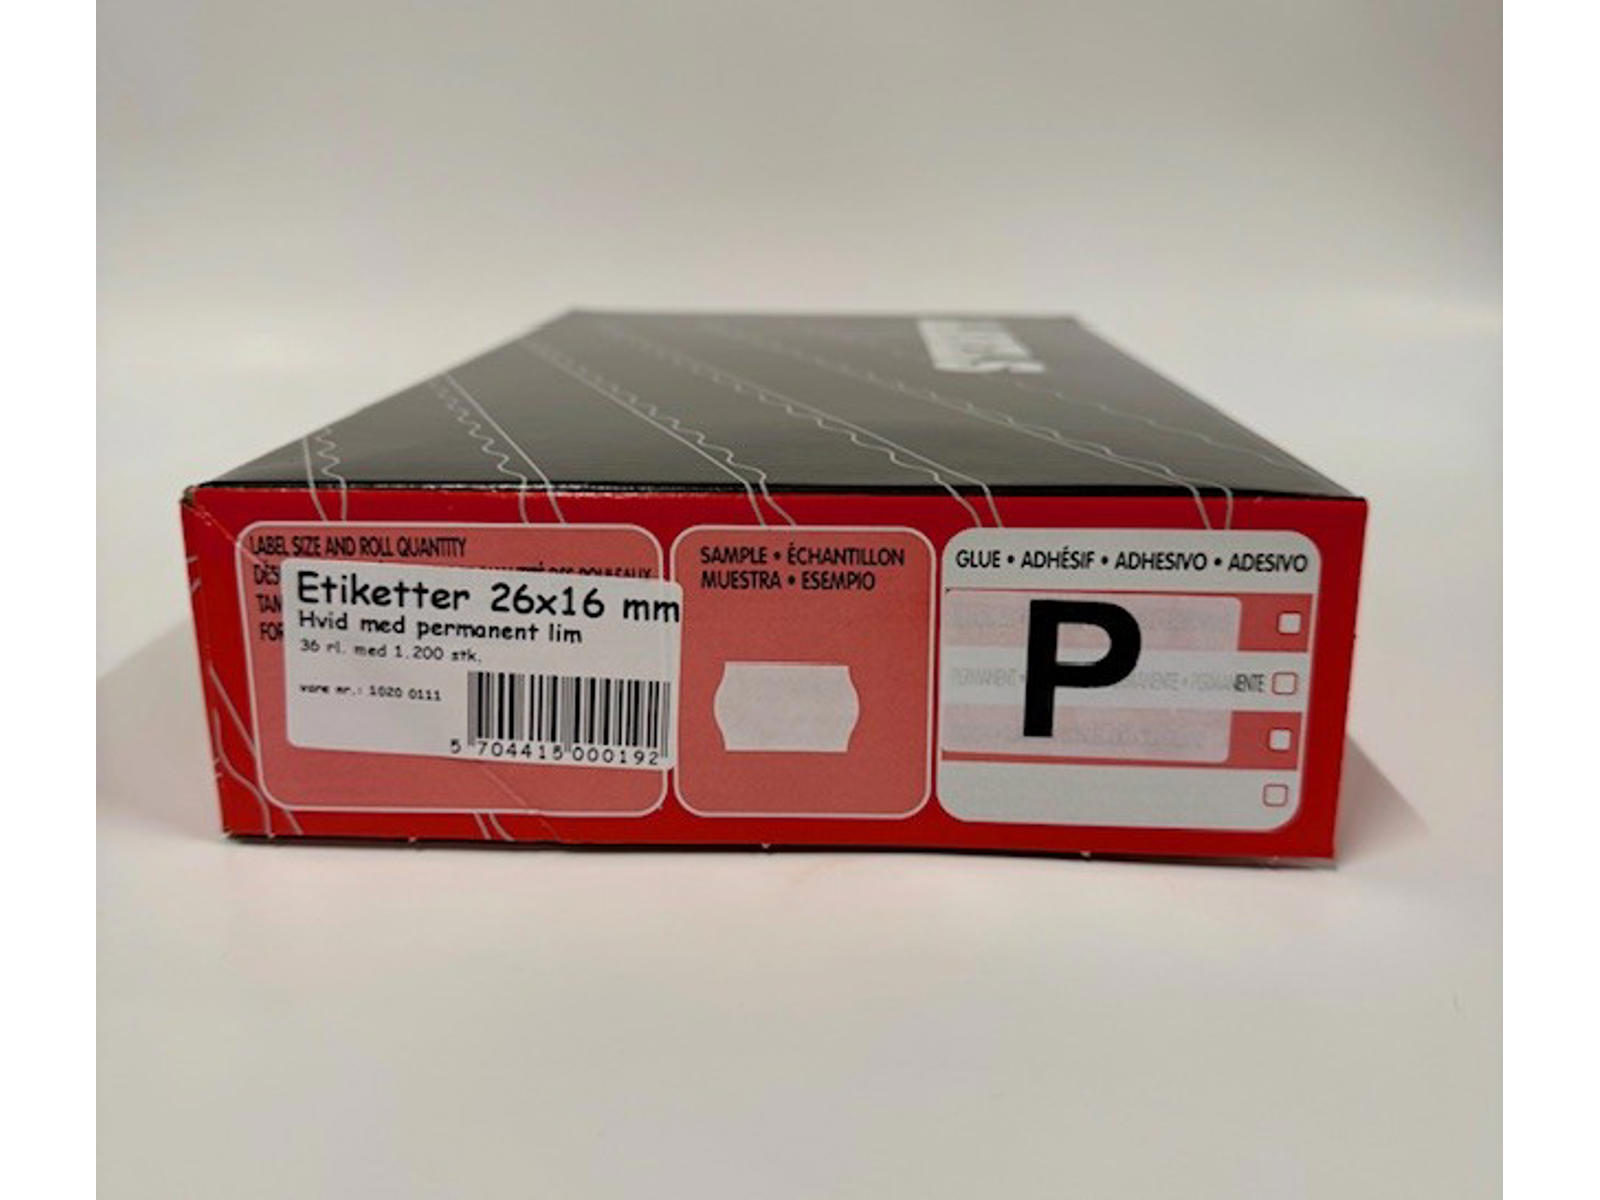 LABEL SIZE AND ROLL QUANTITY
Etiketter 26x16 mm
Hvid med permanent lim
36 rl. med 1.200 stk.
vare nr.: 1020 0111
5 704415 000192
SAMPLE • ÉCHANTILLON
MUESTRA • ESEMPIO
GLUE • ADHÉSIF • ADHESIVO • ADESIVO
P